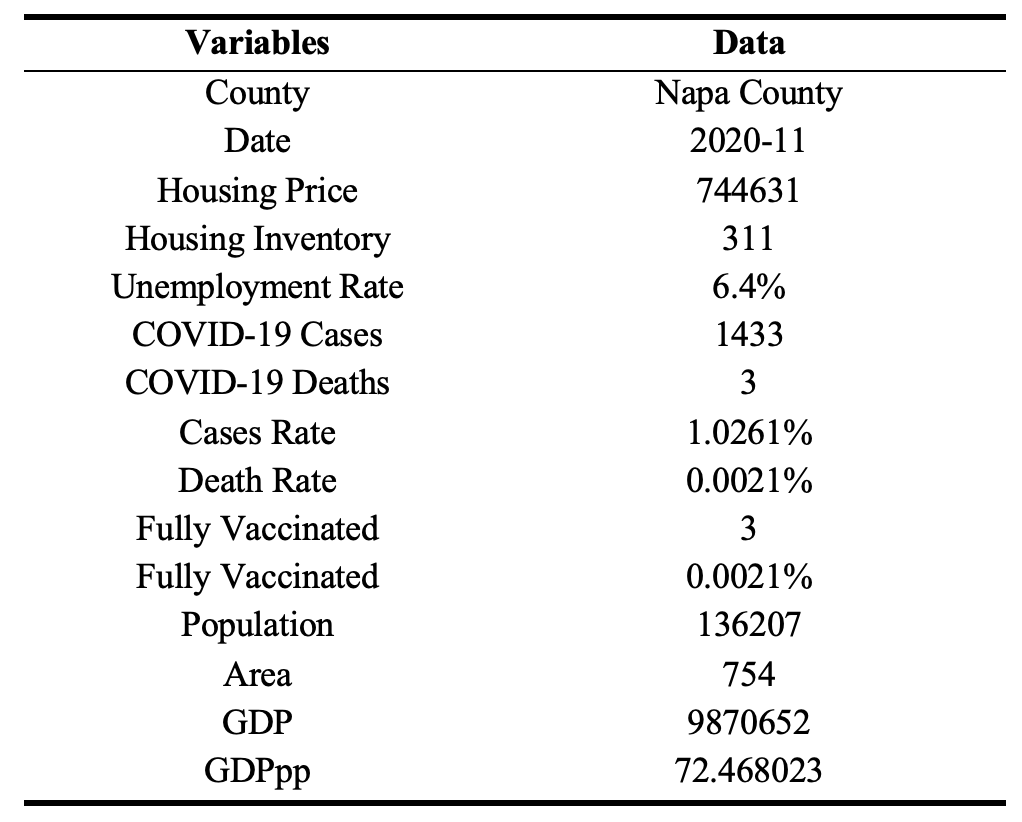 Variables Data
County Napa County
Date 2020-11
Housing Price 744631
Housing Inventory 311
Unemployment Rate 6.4%
COVID-19 Cases 1433
COVID-19 Deaths 3
Cases Rate 1.0261%
Death Rate 0.0021%
Fully Vaccinated 3
Fully Vaccinated 0.0021%
Population 136207
Area 754
GDP 9870652
GDPpp 72.468023